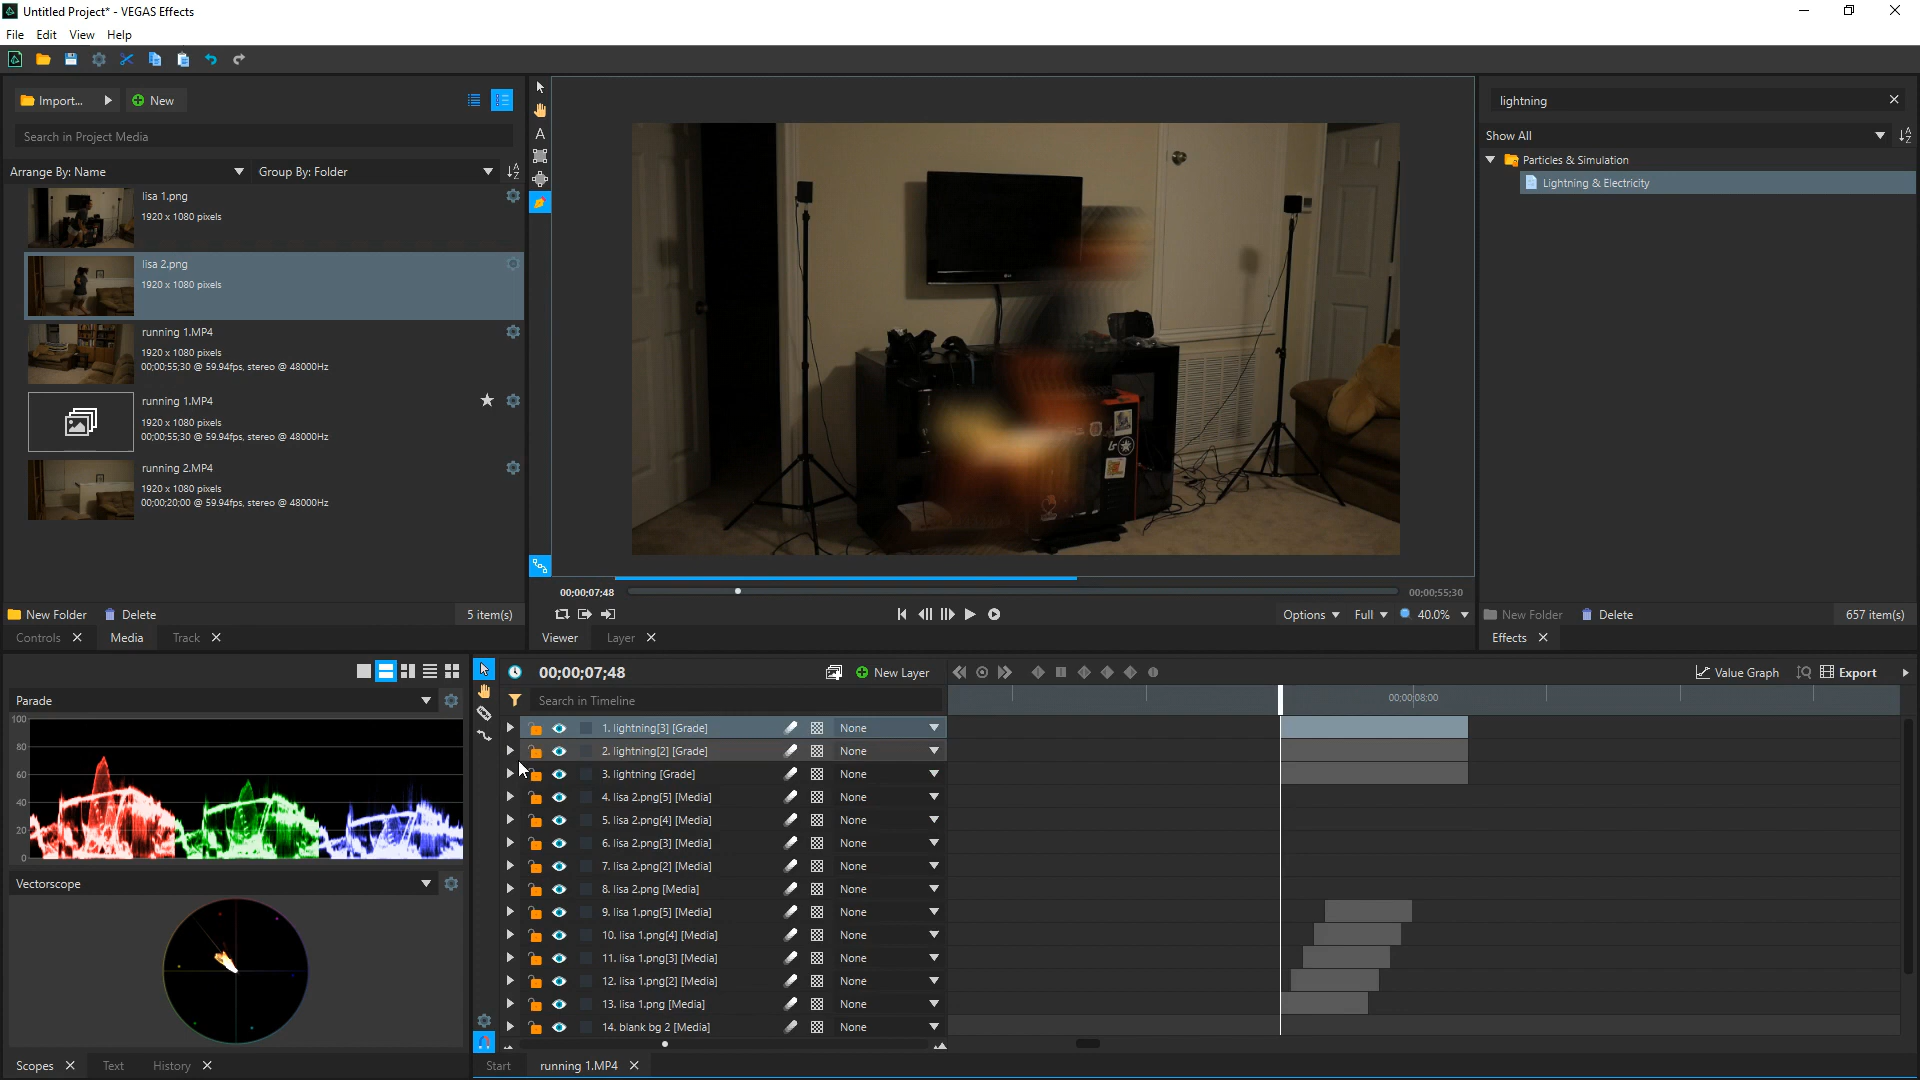 Untitled Project* - VEGAS Effects
File Edit View Help
Import... New
Search in Project Media
Arrange By: Name Group By: Folder
lisa 1.png
1920 x 1080 pixels
lisa 2.png
1920 x 1080 pixels
running 1.MP4
1920 x 1080 pixels
00;00;55;30 @ 59.94fps, stereo @ 48000Hz
running 1.MP4
1920 x 1080 pixels
00;00;55;30 @ 59.94fps, stereo @ 48000Hz
running 2.MP4
1920 x 1080 pixels
00;00;20;00 @ 59.94fps, stereo @ 48000Hz
New Folder Delete 5 item(s)
Controls Media Track
LG
00;00;07;48 00;00;55;30
Options Full 40.0%
Viewer Layer
lightning
Show All
Particles & Simulation
Lightning & Electricity
New Folder Delete 657 item(s)
Effects
Parade
100
80
60
40
20
0
Vectorscope
Scopes Text History
00;00;07;48 New Layer Value Graph Export
Search in Timeline 00;00;08;00
1. lightning[3] [Grade] None
2. lightning[2] [Grade] None
3. lightning [Grade] None
4. lisa 2.png[5] [Media] None
5. lisa 2.png[4] [Media] None
6. lisa 2.png[3] [Media] None
7. lisa 2.png[2] [Media] None
8. lisa 2.png [Media] None
9. lisa 1.png[5] [Media] None
10. lisa 1.png[4] [Media] None
11. lisa 1.png[3] [Media] None
12. lisa 1.png[2] [Media] None
13. lisa 1.png [Media] None
14. blank bg 2 [Media] None
Start running 1.MP4